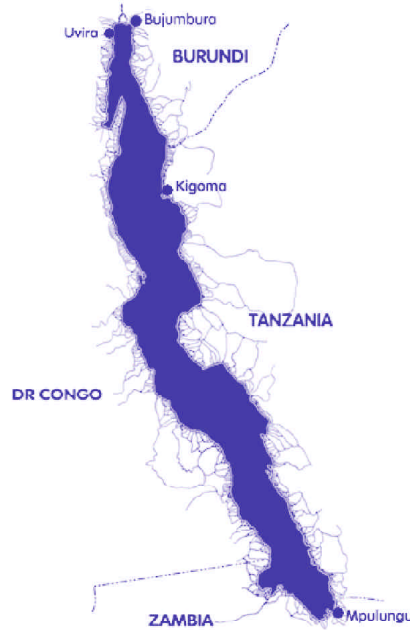 Bujumbura
Uvira
BURUNDI
Kigoma
TANZANIA
DR CONGO
Mpulungu
ZAMBIA